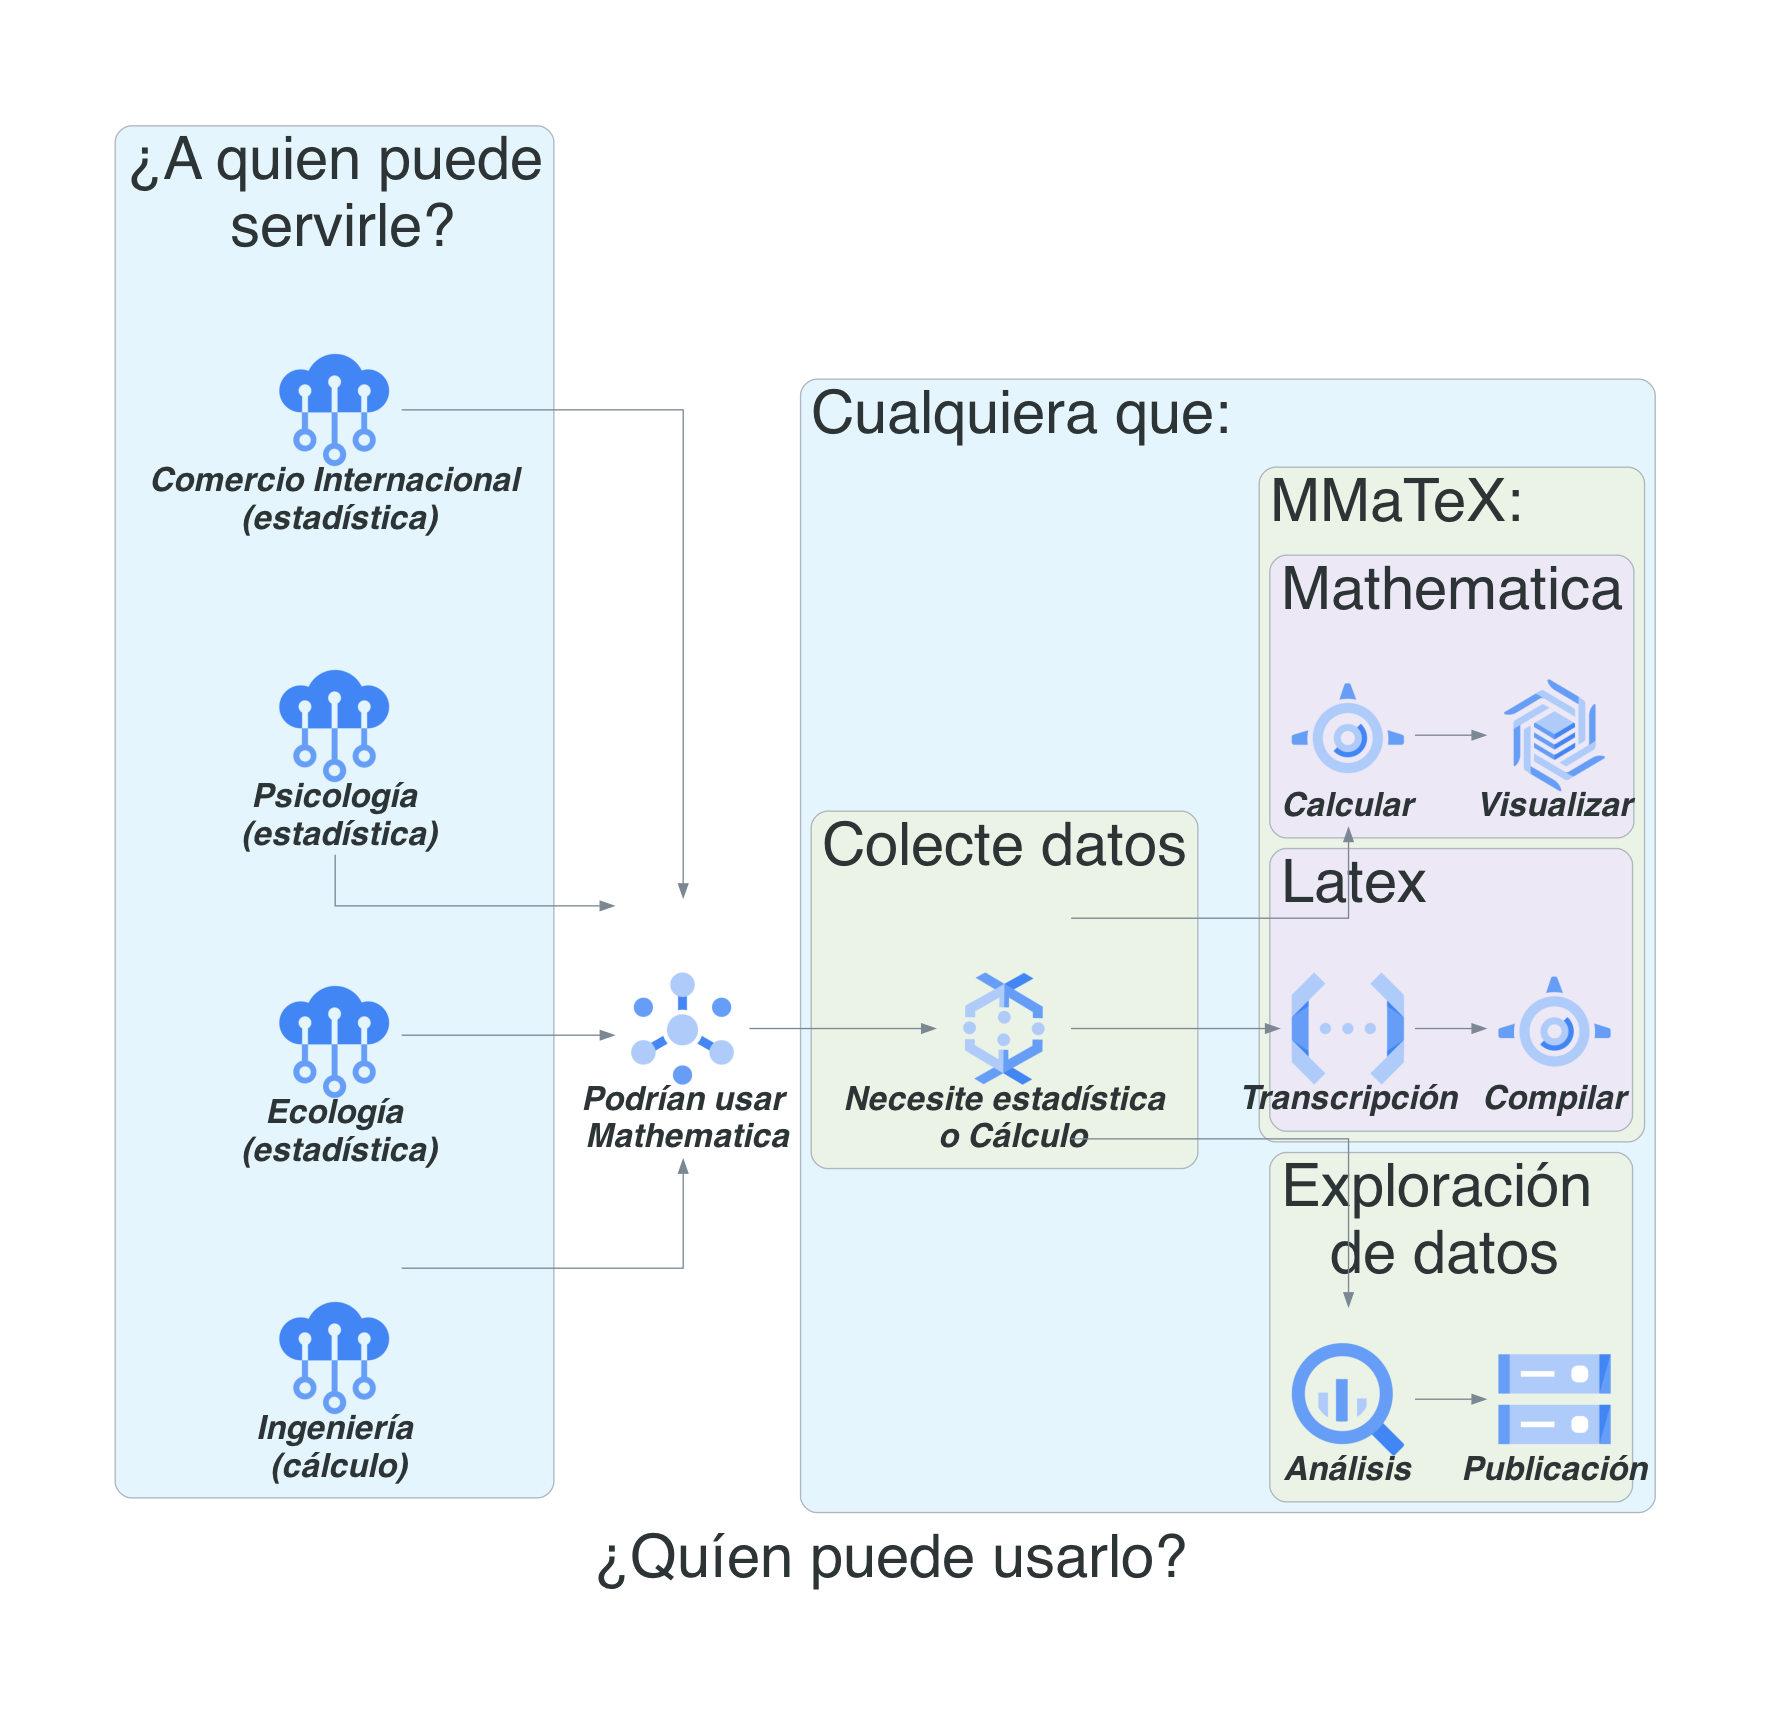 ¿A quien puede
servirle?
Comercio Internacional
(estadística)
Psicología
(estadística)
Ecología
(estadística)
Ingeniería
(cálculo)
Podrían usar
Mathematica
Cualquiera que:
Colecte datos
Necesite estadística
o Cálculo
MMaTeX:
Mathematica
Calcular
Visualizar
Latex
Transcripción
Compilar
Exploración
de datos
Análisis
Publicación
¿Quíen puede usarlo?